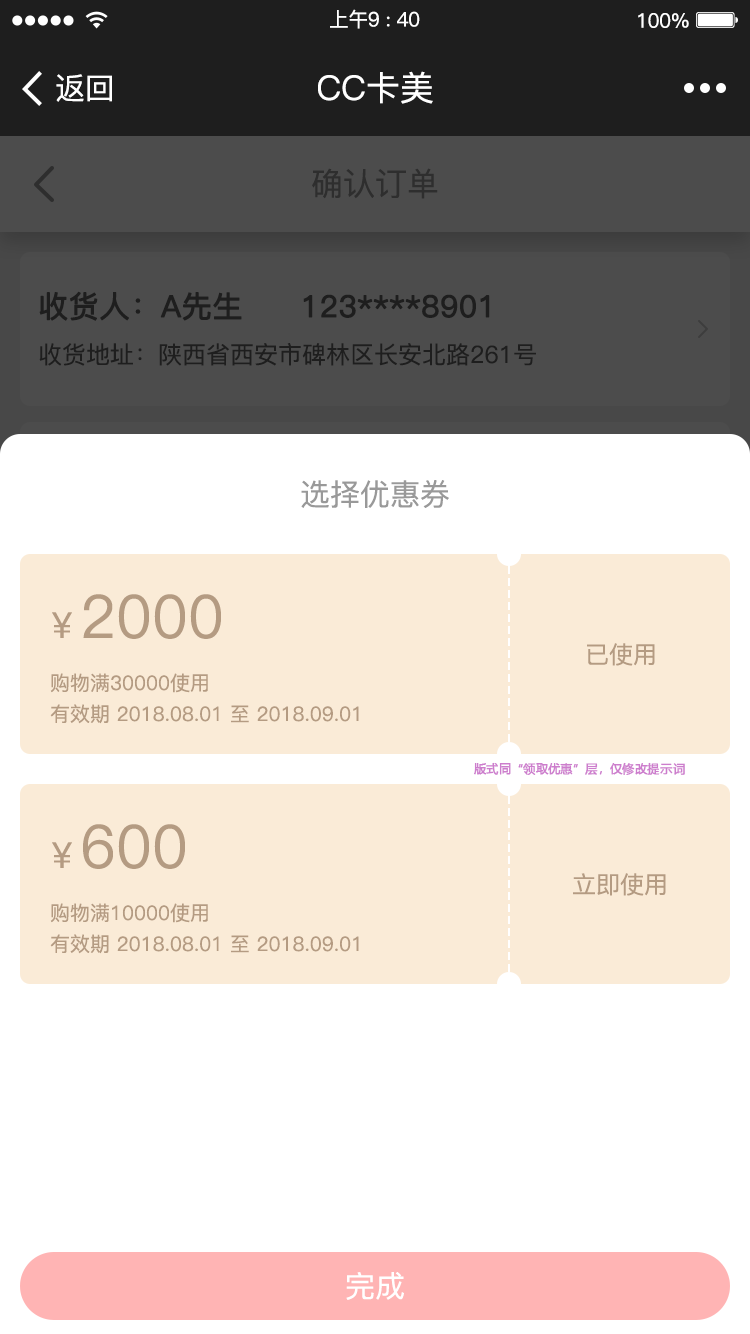 上午9 : 40
100%
返回
CC卡美
确认订单
收货人：A先生 123****8901
收货地址：陕西省西安市碑林区长安北路261号
选择优惠券
¥ 2000
购物满30000使用
有效期 2018.08.01 至 2018.09.01
已使用
版式同“领取优惠”层，仅修改提示词
¥ 600
购物满10000使用
有效期 2018.08.01 至 2018.09.01
立即使用
完成